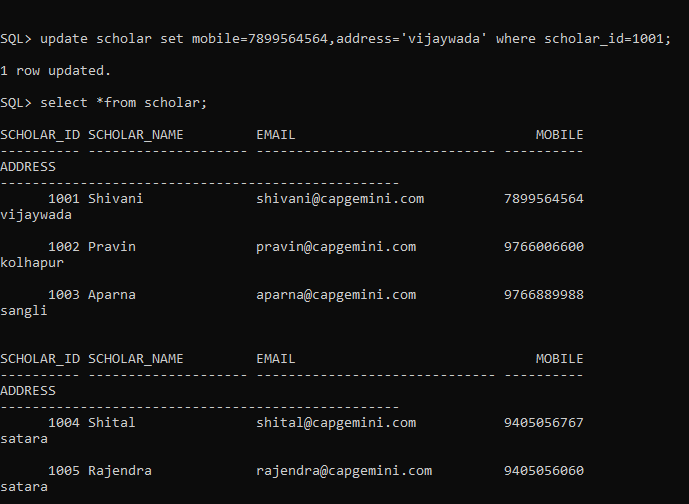 SQL> update scholar set mobile=7899564564,address='vijaywada' where scholar_id=1001;
1 row updated.
SQL> select *from scholar;
SCHOLAR_ID SCHOLAR_NAME         EMAIL                              MOBILE
---------- -------------------- ------------------------------ ----------
ADDRESS
--------------------------------------------------
      1001 Shivani              shivani@capgemini.com          7899564564
vijaywada
      1002 Pravin               pravin@capgemini.com           9766006600
kolhapur
      1003 Aparna               aparna@capgemini.com           9766889988
sangli
SCHOLAR_ID SCHOLAR_NAME         EMAIL                              MOBILE
---------- -------------------- ------------------------------ ----------
ADDRESS
--------------------------------------------------
      1004 Shital               shital@capgemini.com           9405056767
satara
      1005 Rajendra             rajendra@capgemini.com         9405056060
satara